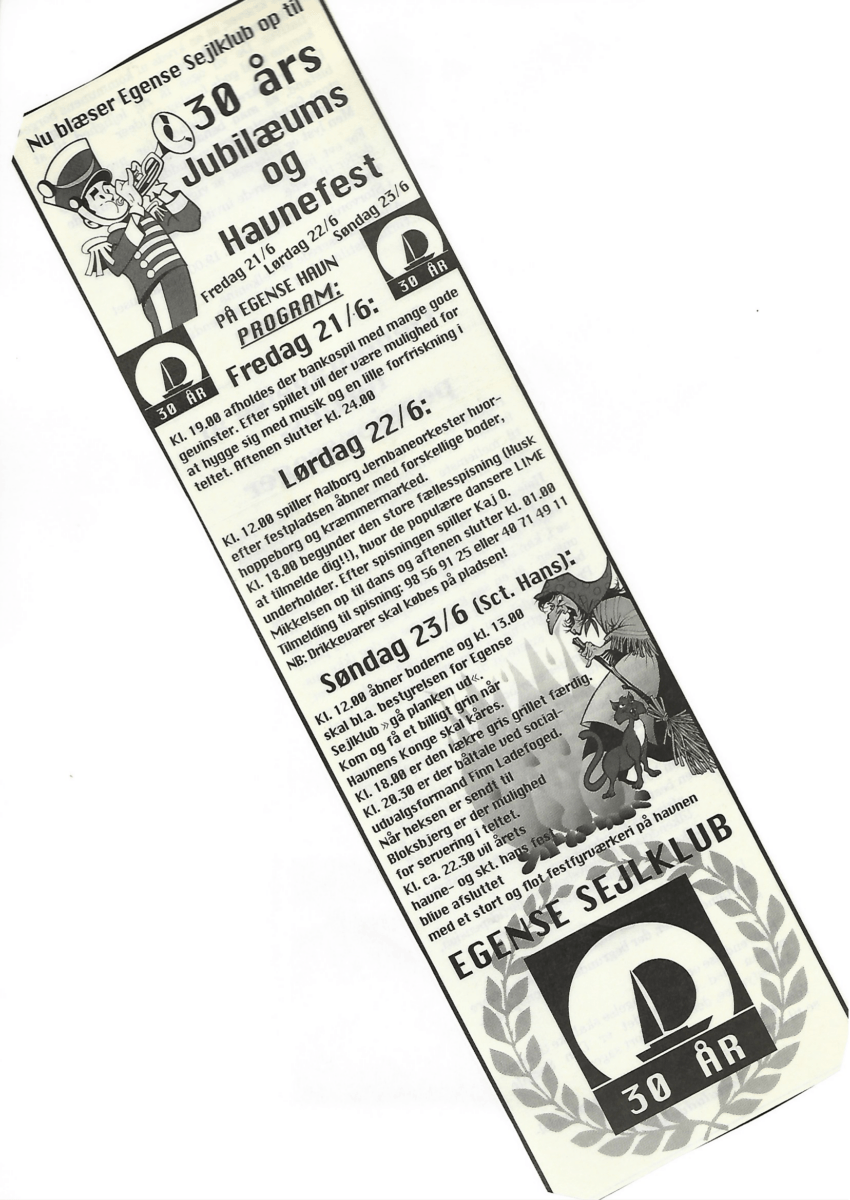 Nu blæser Egense Sejlklub op til
30 års
Jubilæums
og
Havnefest
Fredag 21/6
Lørdag 22/6
Søndag 23/6
PÅ EGENSE HAVN
PROGRAM:
30 ÅR
30 ÅR
Fredag 21/6:
Kl. 19.00 afholdes der bankospil med mange gode
gevinster. Efter spillet vil der være mulighed for
at hygge sig med musik og en lille forfriskning i
teltet. Aftenen slutter kl. 24.00
Lørdag 22/6:
Kl. 12.00 spiller Aalborg Jernbaneorkester hvor-
efter festpladsen åbner med forskellige boder,
hoppeborg og kræmmermarked.
Kl. 18.00 begynder den store fællesspisning (Husk
at tilmelde dig!!), hvor de populære dansere LIME
underholder. Efter spisningen spiller Kaj O.
Mikkelsen op til dans og aftenen slutter kl. 01.00
Tilmelding til spisning: 98 56 91 25 eller 40 71 49 11
NB: Drikkevarer skal købes på pladsen!
Søndag 23/6 (Sct. Hans):
Kl. 12.00 åbner boderne og kl. 13.00
skal bl.a. bestyrelsen for Egense
Sejlklub »gå planken ud«.
Kom og få et billigt grin når
Havnens Konge skal kåres.
Kl. 18.00 er den lækre gris grillet færdig.
Kl. 20.30 er der båltale ved social-
udvalgsformand Finn Ladefoged.
Når heksen er sendt til
Bloksbjerg er der mulighed
for servering i teltet.
Kl. ca. 22.30 vil årets
havne- og skt. hans fest
blive afsluttet
med et stort og flot festfyrværkeri på havnen
EGENSE SEJLKLUB
30 ÅR